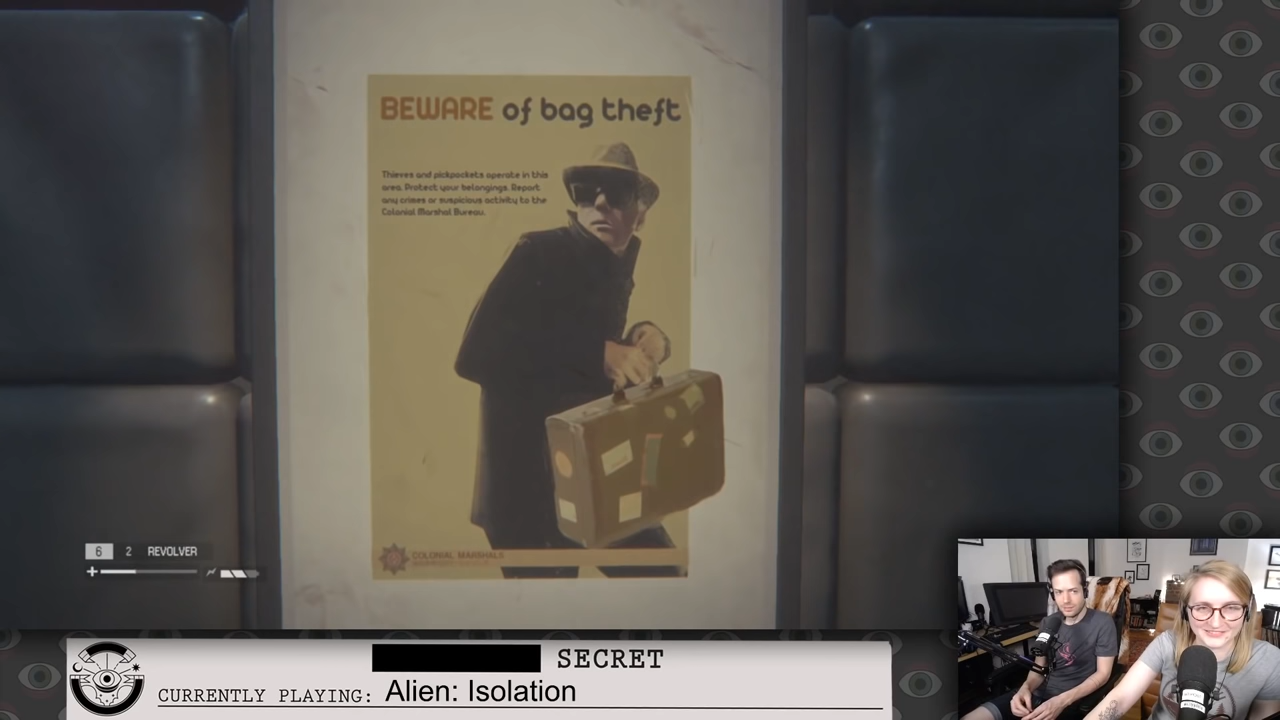 BEWARE of bag theft
Thieves and pickpockets operate in this
area. Protect your belongings. Report
any crimes or suspicious activity to the
Colonial Marshal Bureau.
COLONIAL MARSHALS
6 2 REVOLVER
SECRET
CURRENTLY PLAYING: Alien: Isolation